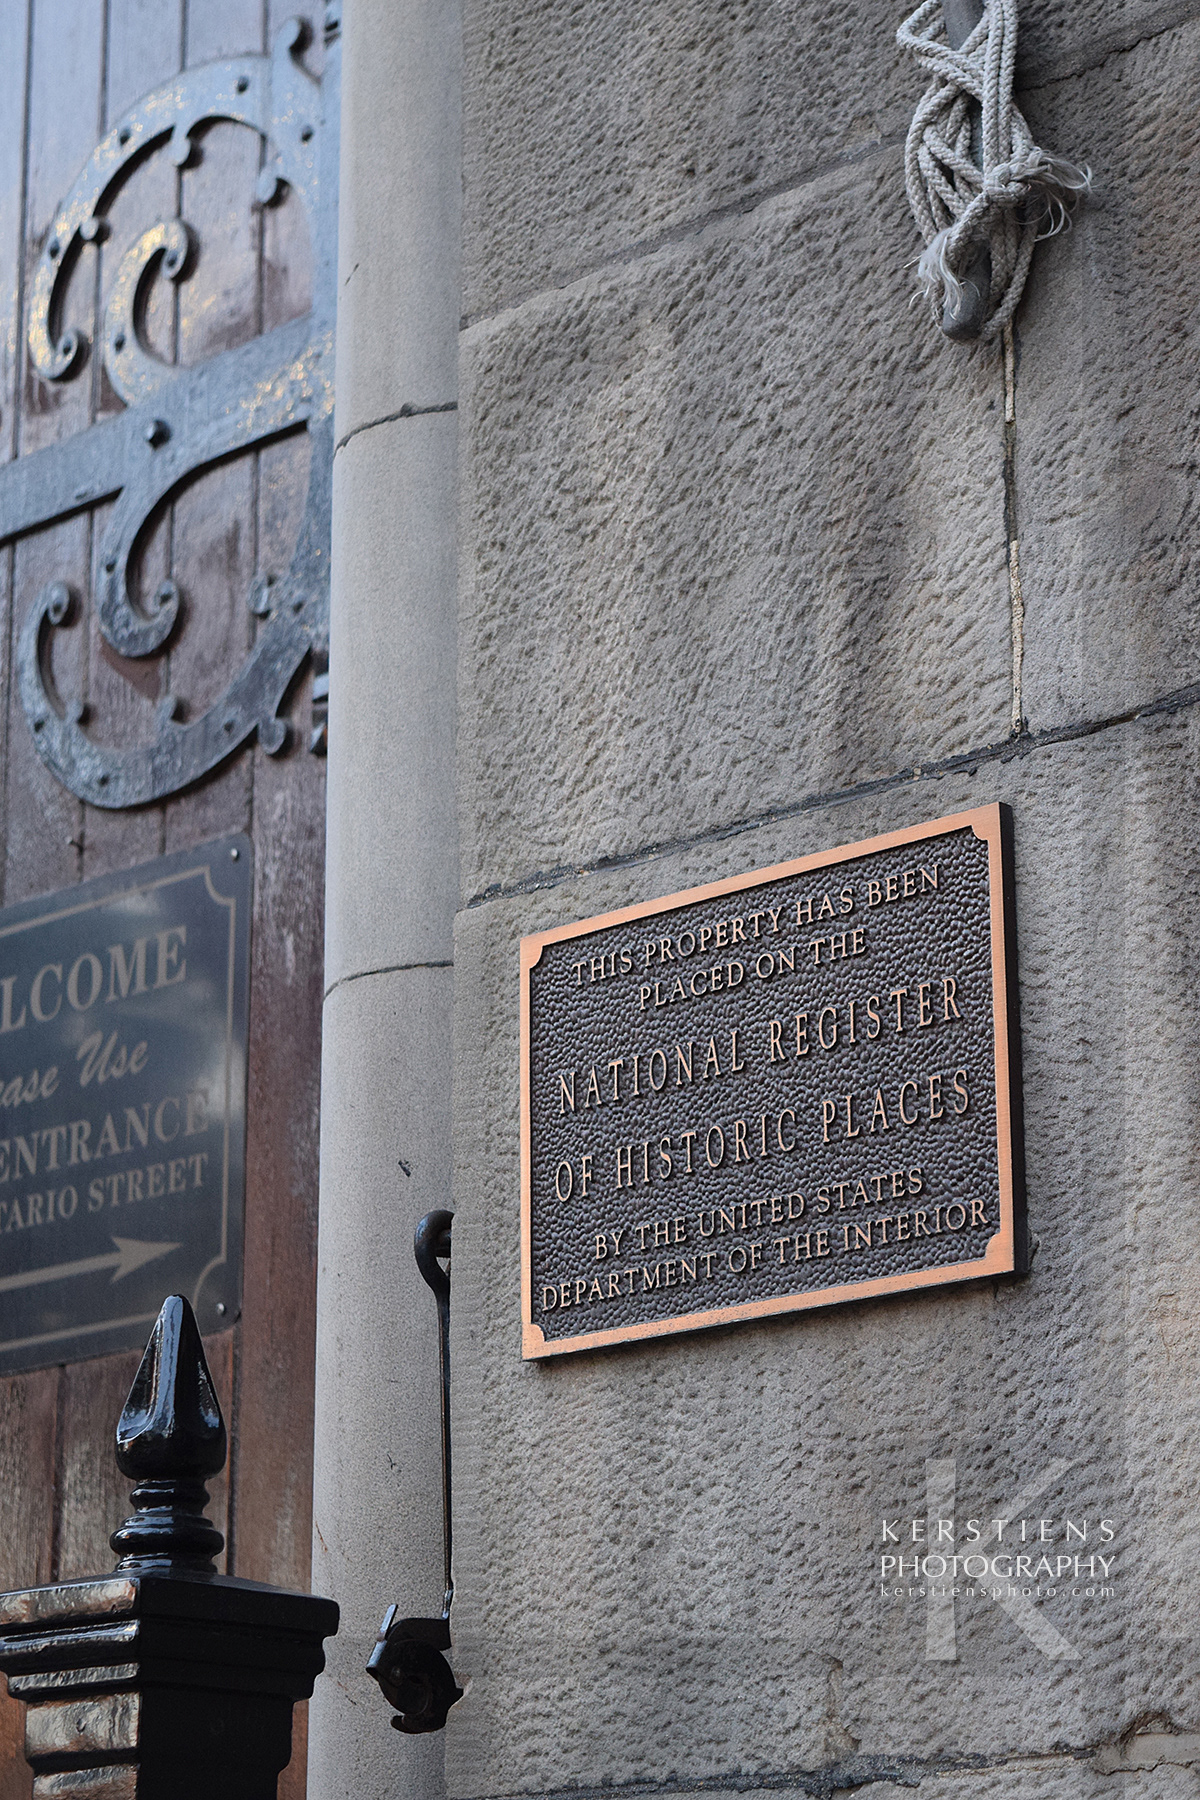 LCOME
ease Use
ENTRANCE
TARIO STREET
THIS PROPERTY HAS BEEN
PLACED ON THE
NATIONAL REGISTER
OF HISTORIC PLACES
BY THE UNITED STATES
DEPARTMENT OF THE INTERIOR
K
KERSTIENS
PHOTOGRAPHY
kerstiensphoto.com